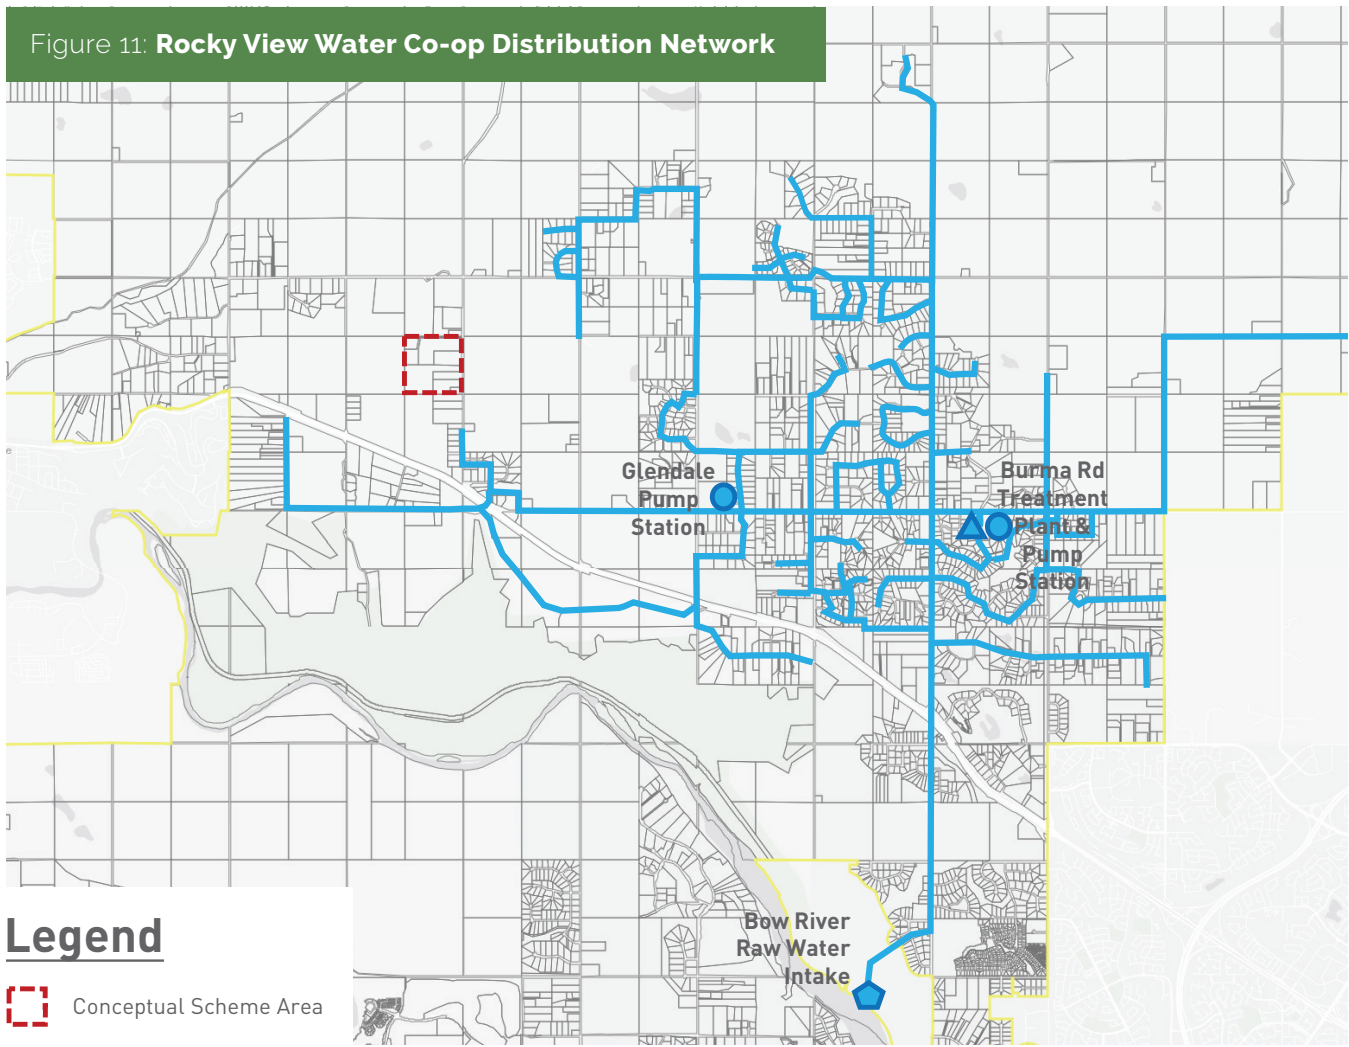 Figure 11: Rocky View Water Co-op Distribution Network
Glendale
Pump
Station
Burma Rd
Treatment
Plant &
Pump
Station
Bow River
Raw Water
Intake
Legend
Conceptual Scheme Area